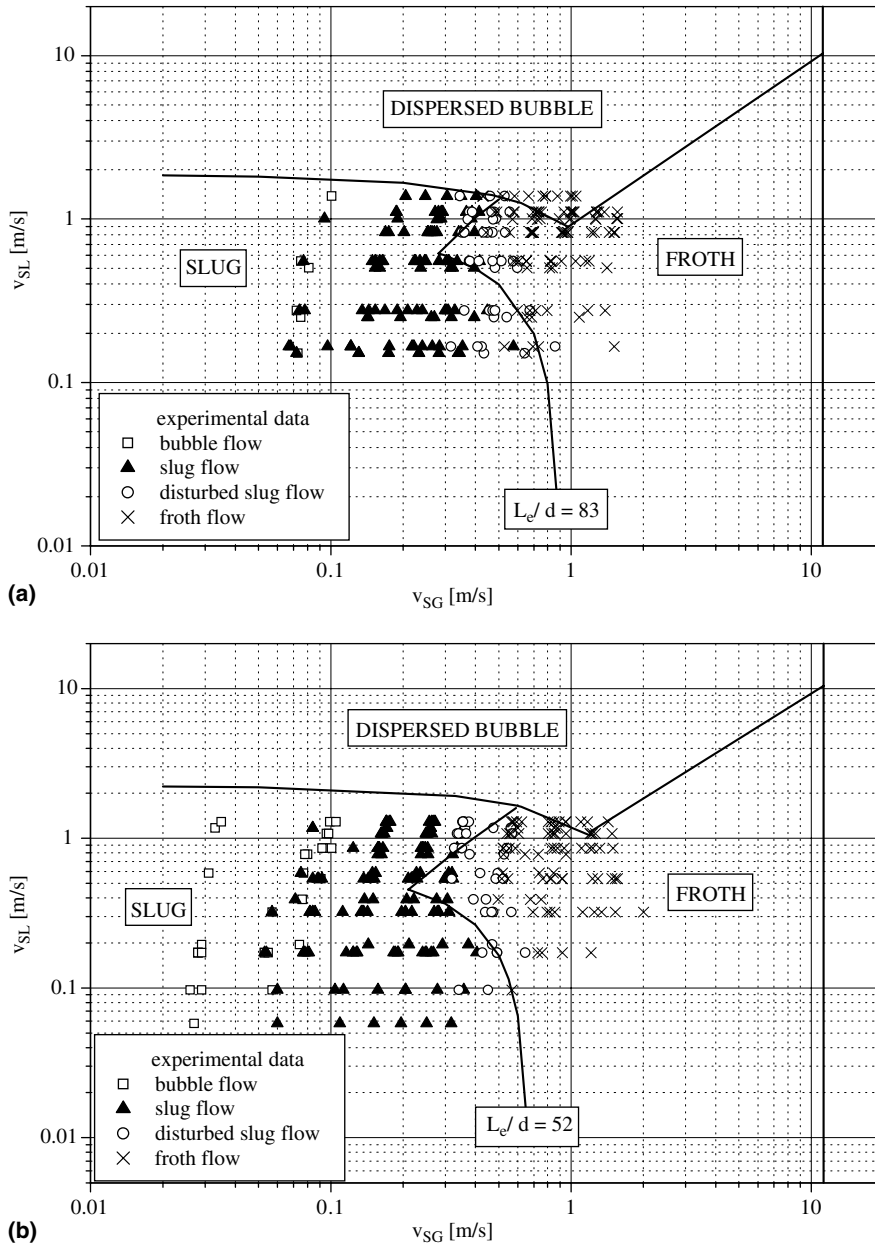 10
DISPERSED BUBBLE
1
v_SL [m/s]
SLUG
FROTH
0.1
experimental data
bubble flow
slug flow
disturbed slug flow
froth flow
L_e / d = 83
0.01
0.01
0.1
1
10
(a)
v_SG [m/s]
10
DISPERSED BUBBLE
1
v_SL [m/s]
SLUG
FROTH
0.1
experimental data
bubble flow
slug flow
disturbed slug flow
froth flow
L_e / d = 52
0.01
0.01
0.1
1
10
(b)
v_SG [m/s]